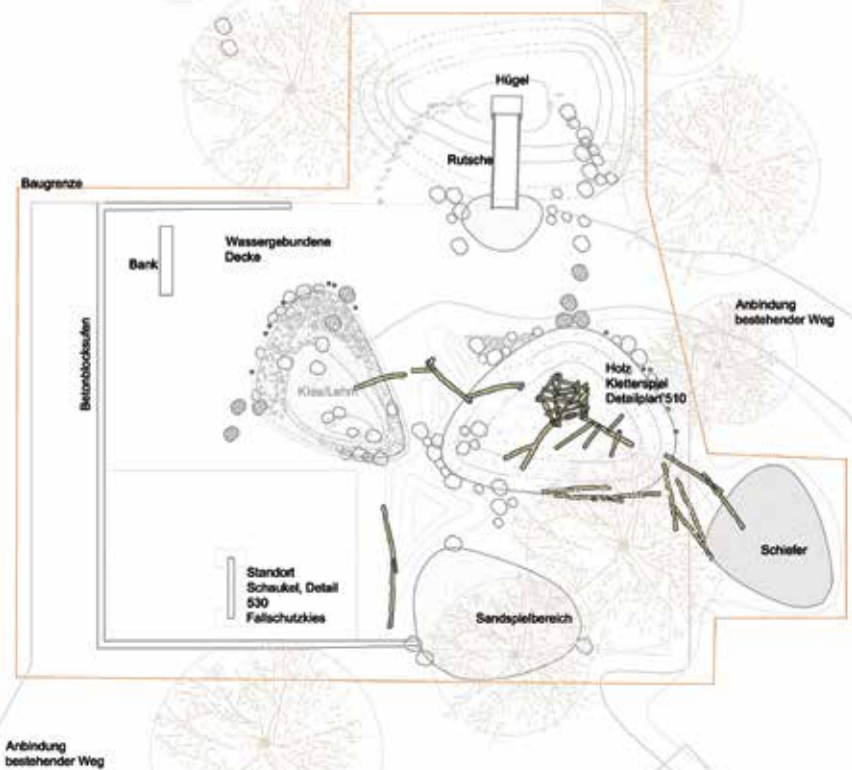 Hügel
Rutsche
Baugrenze
Bank
Wassergebundene
Decke
Betonblockstufen
Anbindung
bestehender Weg
Kies/Lehm
Holz
Kletterspiel
Detailplan'510
Schiefer
Standort
Schaukel, Detail
530
Fallschutzkies
Sandspielbereich
Anbindung
bestehender Weg